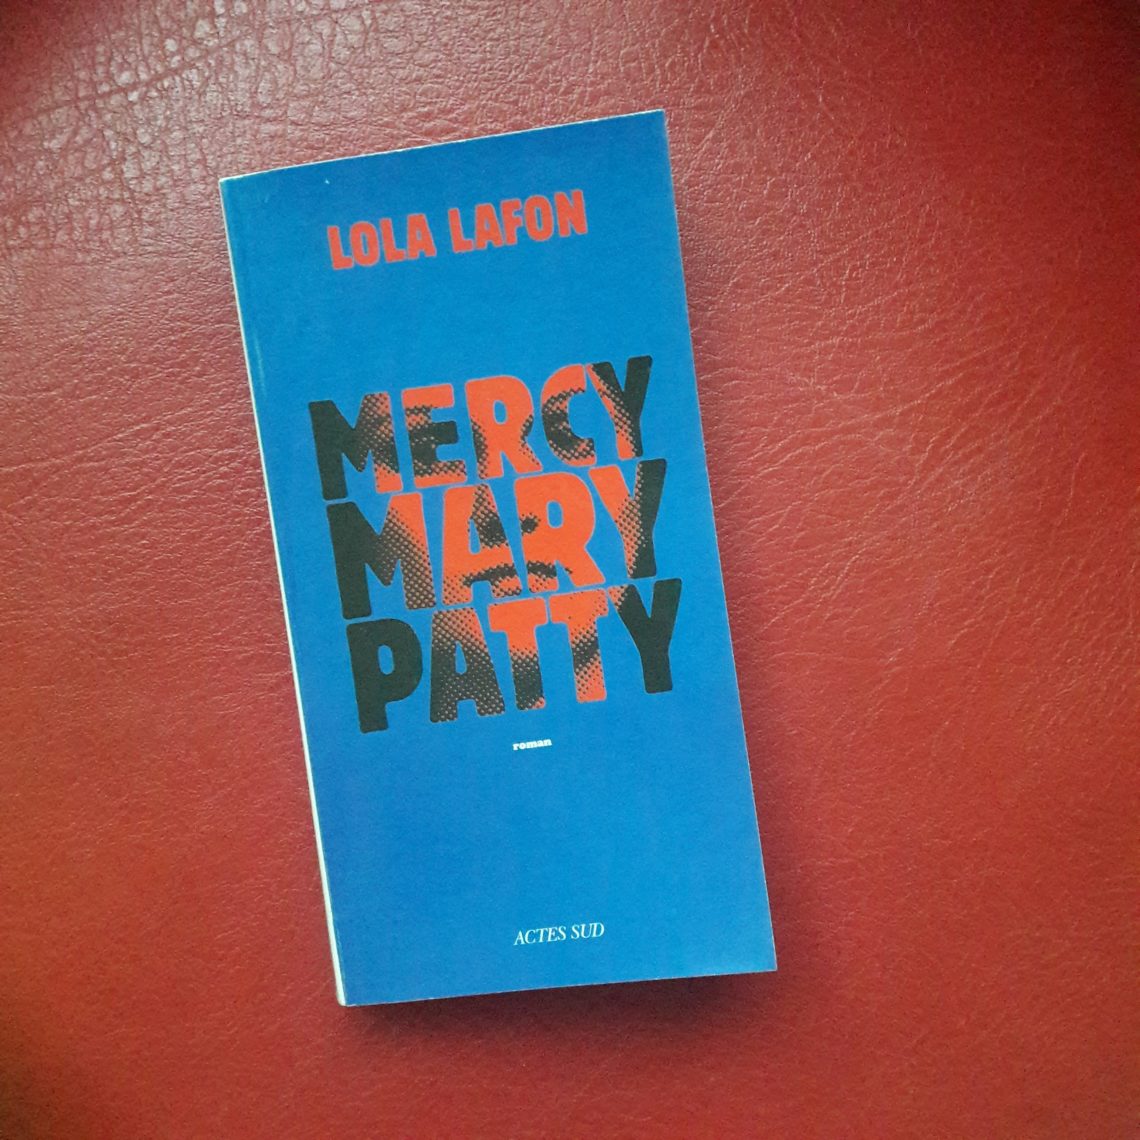 LOLA LAFON
MERCY
MARY
PATTY
roman
ACTES SUD